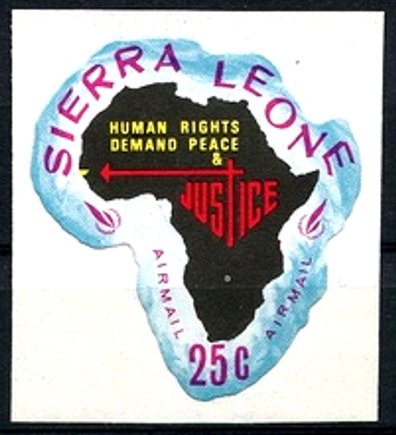 SIERRA LEONE
HUMAN RIGHTS
DEMAND PEACE
&
JUSTICE
AIRMAIL
AIRMAIL
25c